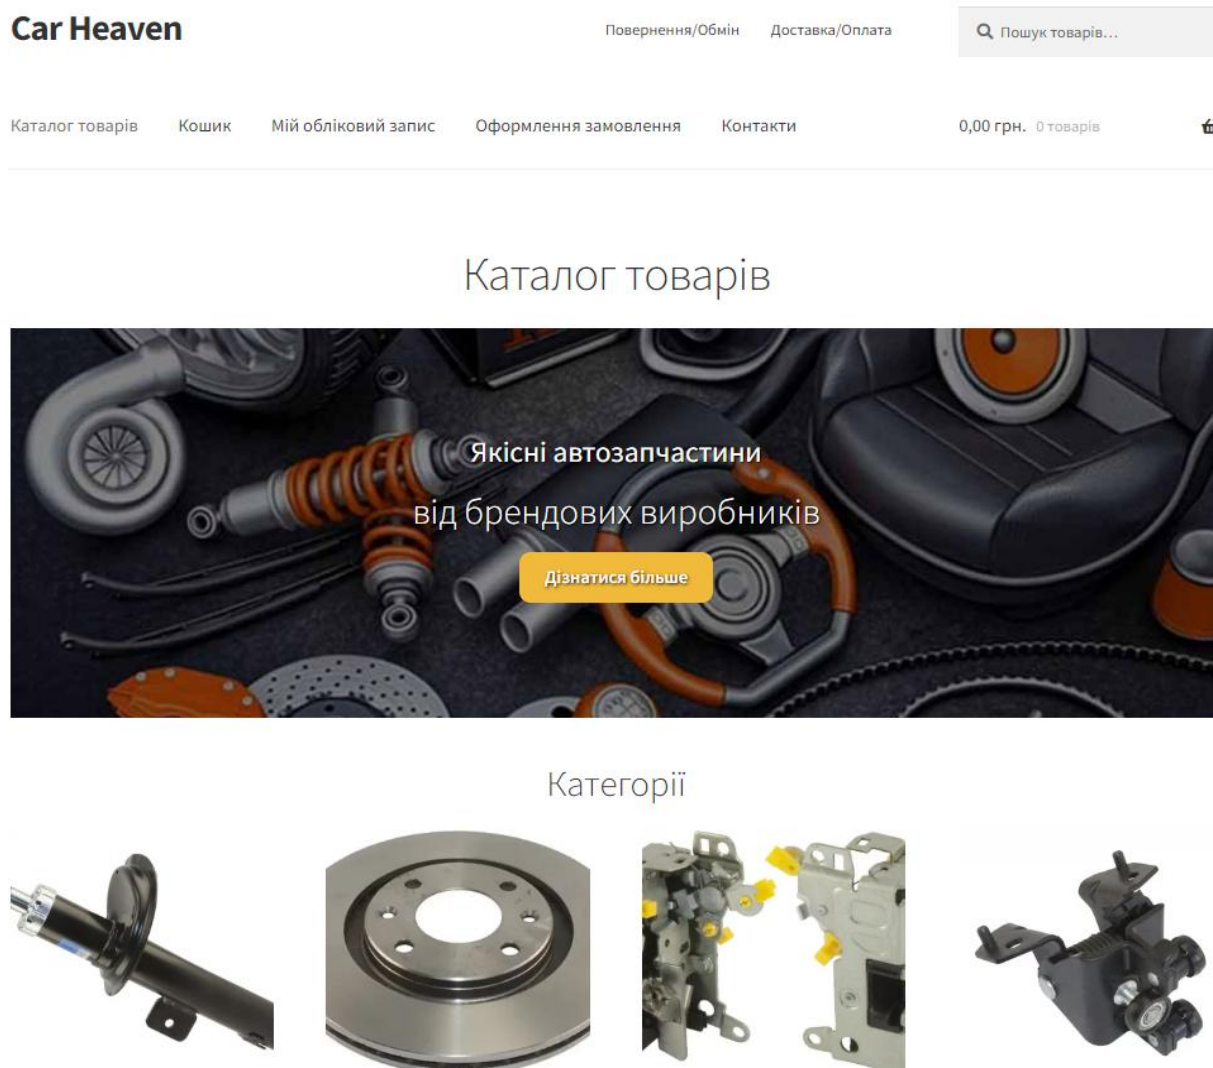 Car Heaven
Повернення/Обмін Доставка/Оплата
Пошук товарів…
Каталог товарів Кошик Мій обліковий запис Оформлення замовлення Контакти
0,00 грн. 0 товарів
Каталог товарів
Якісні автозапчастини
від брендових виробників
Дізнатися більше
Категорії